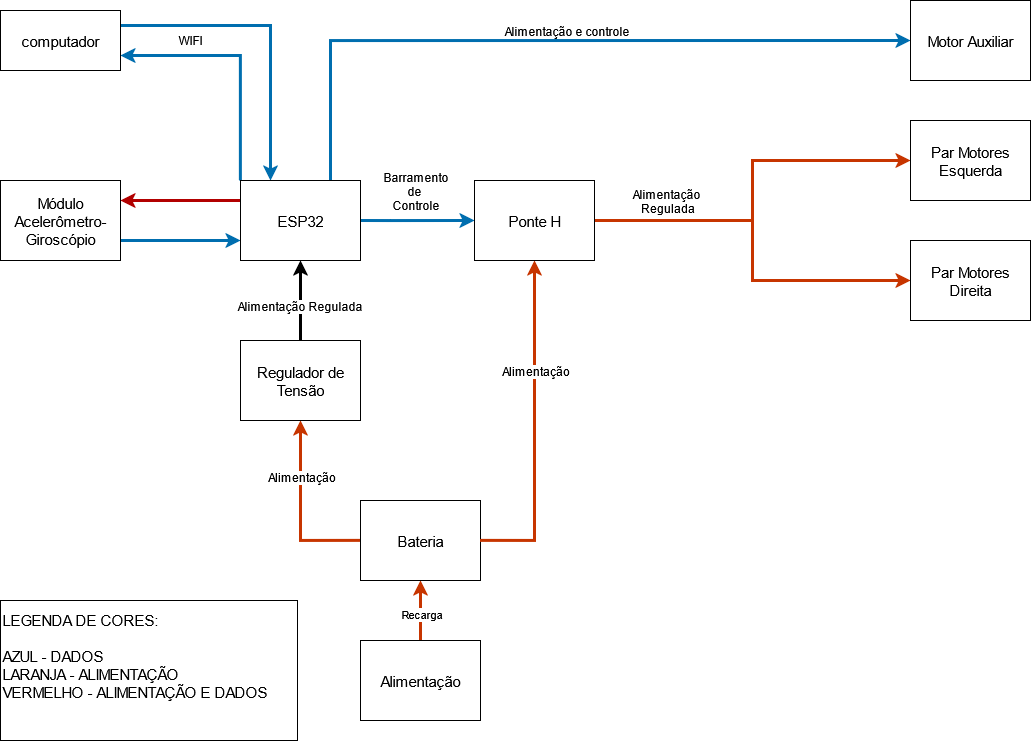 computador
WIFI
Alimentação e controle
Motor Auxiliar
Par Motores
Esquerda
Módulo
Acelerômetro-
Giroscópio
ESP32
Barramento
de
Controle
Ponte H
Alimentação
Regulada
Par Motores
Direita
Alimentação Regulada
Regulador de
Tensão
Alimentação
Alimentação
Bateria
Recarga
Alimentação
LEGENDA DE CORES:
AZUL - DADOS
LARANJA - ALIMENTAÇÃO
VERMELHO - ALIMENTAÇÃO E DADOS